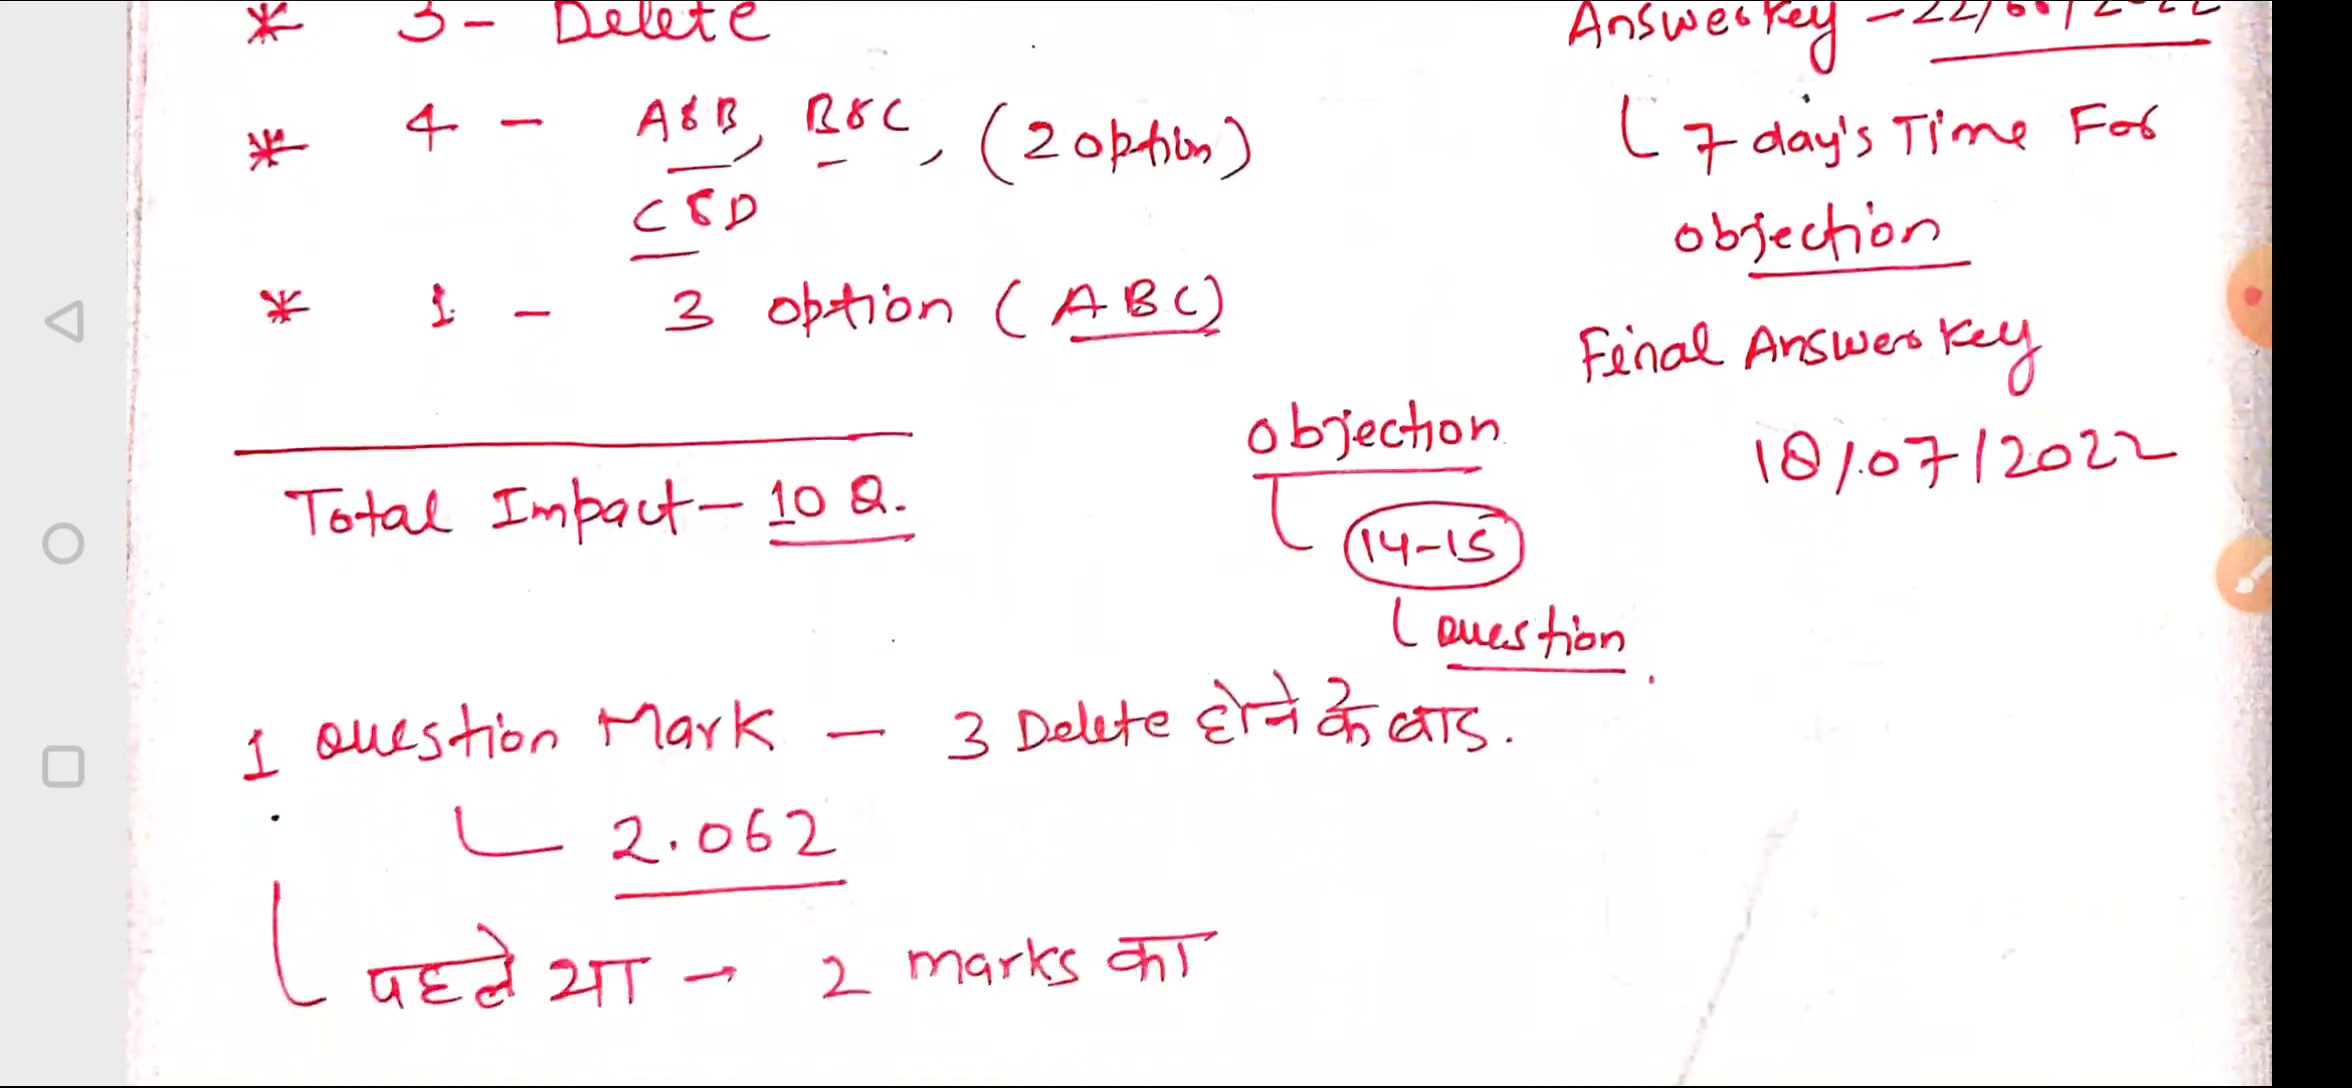 * 3- Delete
* 4 - A&B, B&C, (2 option)
C&D
* 1 - 3 option (ABC)
Total Impact- 10 Q.
1 Question Mark - 3 Delete होने के बाद.
2.062
पहले था → 2 marks का
Answer Key -
7 day's Time For
objection
Final Answer Key
18/07/2022
objection
14-15
Question